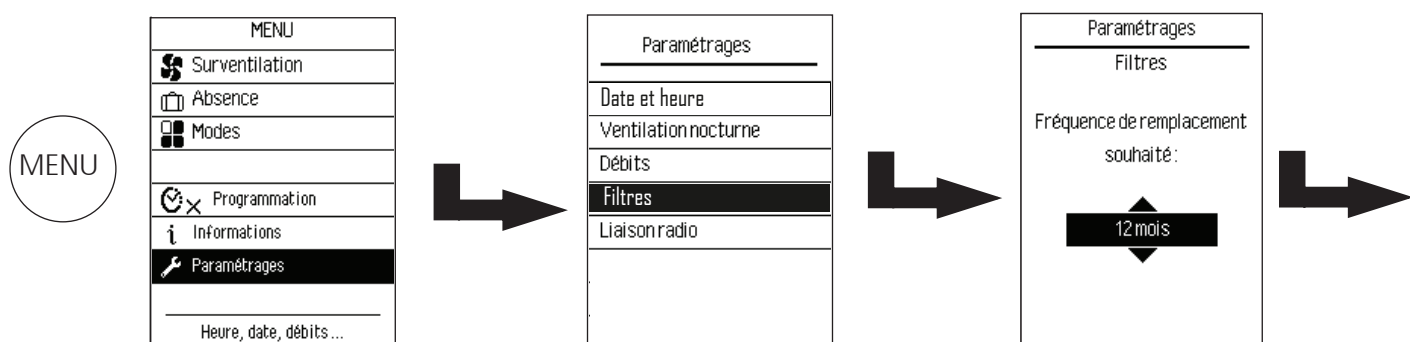 MENU
MENU
Surventilation
Absence
Modes
Programmation
Informations
Paramétrages
Heure, date, débits...
Paramétrages
Date et heure
Ventilation nocturne
Débits
Filtres
Liaison radio
Paramétrages
Filtres
Fréquence de remplacement
souhaité :
12 mois